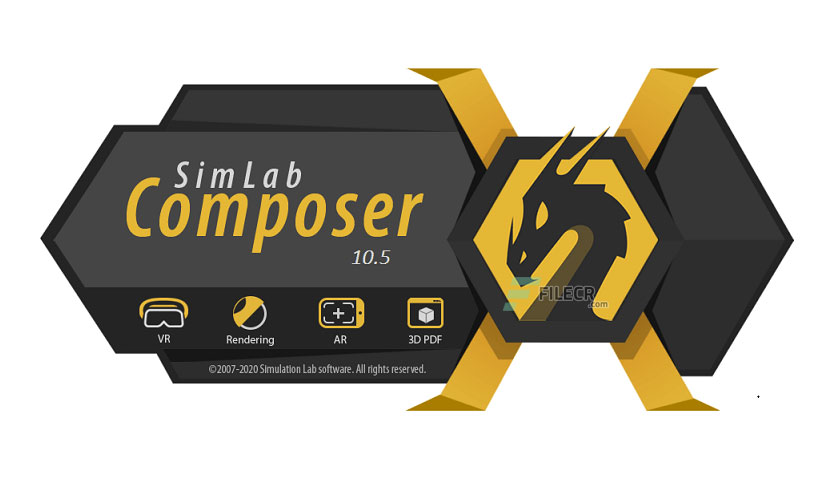 SimLab
Composer
10.5
VR
Rendering
AR
3D PDF
©2007-2020 Simulation Lab software. All rights reserved.
FILECR
.com